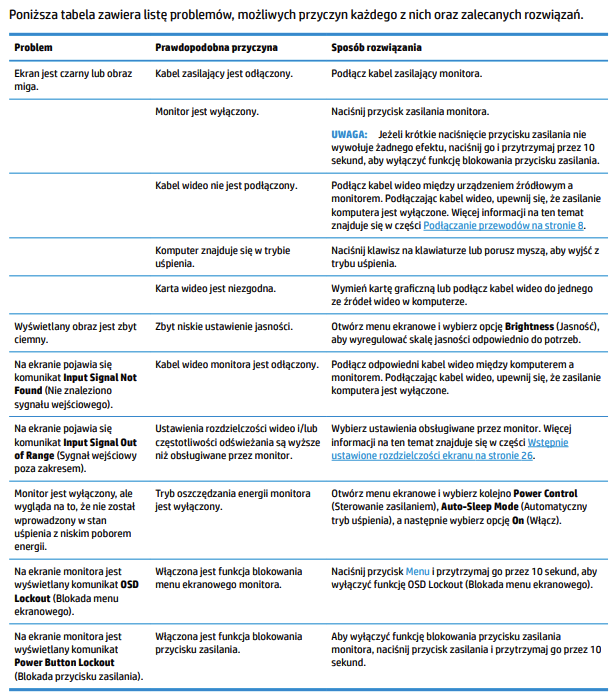 Poniższa tabela zawiera listę problemów, możliwych przyczyn każdego z nich oraz zalecanych rozwiązań.
Problem
Prawdopodobna przyczyna
Sposób rozwiązania
Ekran jest czarny lub obraz
miga.
Kabel zasilający jest odłączony.
Podłącz kabel zasilający monitora.
Monitor jest wyłączony.
Naciśnij przycisk zasilania monitora.
UWAGA: Jeżeli krótkie naciśnięcie przycisku zasilania nie
wywołuje żadnego efektu, naciśnij go i przytrzymaj przez 10
sekund, aby wyłączyć funkcję blokowania przycisku zasilania.
Kabel wideo nie jest podłączony.
Podłącz kabel wideo między urządzeniem źródłowym a
monitorem. Podłączając kabel wideo, upewnij się, że zasilanie
komputera jest wyłączone. Więcej informacji na ten temat
znajduje się w części Podłączanie przewodów na stronie 8.
Komputer znajduje się w trybie
uśpienia.
Naciśnij klawisz na klawiaturze lub porusz myszą, aby wyjść z
trybu uśpienia.
Karta wideo jest niezgodna.
Wymień kartę graficzną lub podłącz kabel wideo do jednego
ze źródeł wideo w komputerze.
Wyświetlany obraz jest zbyt
ciemny.
Zbyt niskie ustawienie jasności.
Otwórz menu ekranowe i wybierz opcję Brightness (Jasność),
aby wyregulować skalę jasności odpowiednio do potrzeb.
Na ekranie pojawia się
komunikat Input Signal Not
Found (Nie znaleziono
sygnału wejściowego).
Kabel wideo monitora jest odłączony.
Podłącz odpowiedni kabel wideo między komputerem a
monitorem. Podłączając kabel wideo, upewnij się, że zasilanie
komputera jest wyłączone.
Na ekranie pojawia się
komunikat Input Signal Out
of Range (Sygnał wejściowy
poza zakresem).
Ustawienia rozdzielczości wideo i/lub
częstotliwości odświeżania są wyższe
niż obsługiwane przez monitor.
Wybierz ustawienia obsługiwane przez monitor. Więcej
informacji na ten temat znajduje się w części Wstępnie
ustawione rozdzielczości ekranu na stronie 26.
Monitor jest wyłączony, ale
wygląda na to, że nie został
wprowadzony w stan
uśpienia z niskim poborem
energii.
Tryb oszczędzania energii monitora
jest wyłączony.
Otwórz menu ekranowe i wybierz kolejno Power Control
(Sterowanie zasilaniem), Auto-Sleep Mode (Automatyczny
tryb uśpienia), a następnie wybierz opcję On (Włącz).
Na ekranie monitora jest
wyświetlany komunikat OSD
Lockout (Blokada menu
ekranowego).
Włączona jest funkcja blokowania
menu ekranowego monitora.
Naciśnij przycisk Menu i przytrzymaj go przez 10 sekund, aby
wyłączyć funkcję OSD Lockout (Blokada menu ekranowego).
Na ekranie monitora jest
wyświetlany komunikat
Power Button Lockout
(Blokada przycisku zasilania).
Włączona jest funkcja blokowania
przycisku zasilania.
Aby wyłączyć funkcję blokowania przycisku zasilania
monitora, naciśnij przycisk zasilania i przytrzymaj go przez 10
sekund.